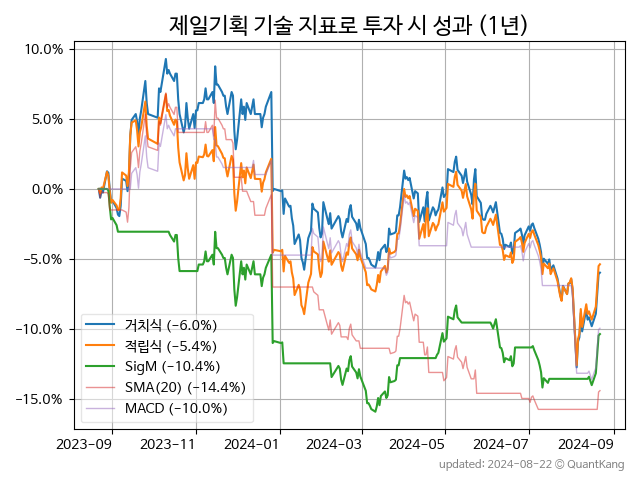 제일기획 기술 지표로 투자 시 성과 (1년)
10.0%
5.0%
0.0%
−5.0%
−10.0%
−15.0%
거치식 (−6.0%)
적립식 (−5.4%)
SigM (−10.4%)
SMA(20) (−14.4%)
MACD (−10.0%)
2023-09 2023-11 2024-01 2024-03 2024-05 2024-07 2024-09
updated: 2024-08-22 © QuantKang